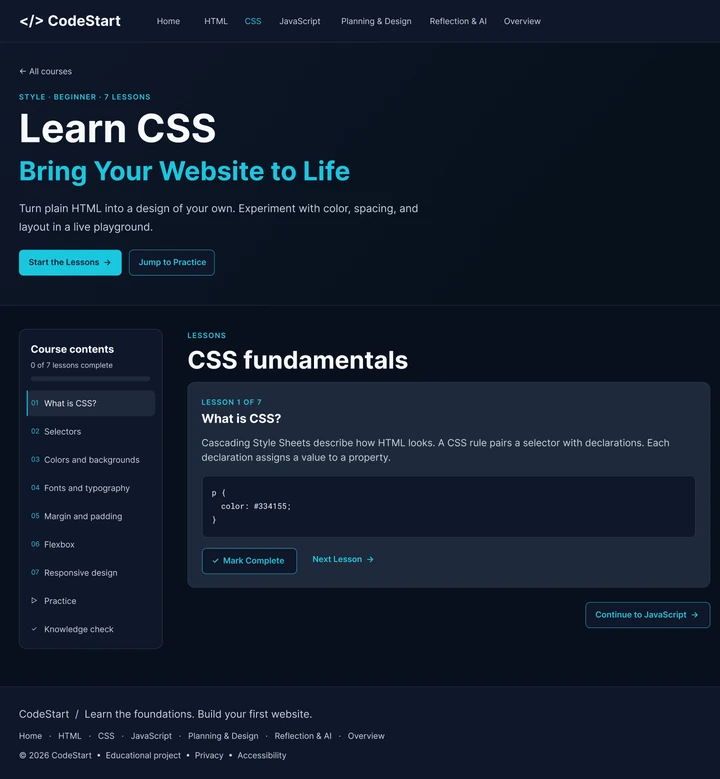 </> CodeStart
Home HTML CSS JavaScript Planning & Design Reflection & AI Overview
← All courses
STYLE · BEGINNER · 7 LESSONS
Learn CSS
Bring Your Website to Life
Turn plain HTML into a design of your own. Experiment with color, spacing, and
layout in a live playground.
Start the Lessons →
Jump to Practice
Course contents
0 of 7 lessons complete
01 What is CSS?
02 Selectors
03 Colors and backgrounds
04 Fonts and typography
05 Margin and padding
06 Flexbox
07 Responsive design
▷ Practice
✓ Knowledge check
LESSONS
CSS fundamentals
LESSON 1 OF 7
What is CSS?
Cascading Style Sheets describe how HTML looks. A CSS rule pairs a selector with declarations. Each
declaration assigns a value to a property.
p {
  color: #334155;
}
✓ Mark Complete
Next Lesson →
Continue to JavaScript →
CodeStart / Learn the foundations. Build your first website.
Home · HTML · CSS · JavaScript · Planning & Design · Reflection & AI · Overview
© 2026 CodeStart • Educational project • Privacy • Accessibility